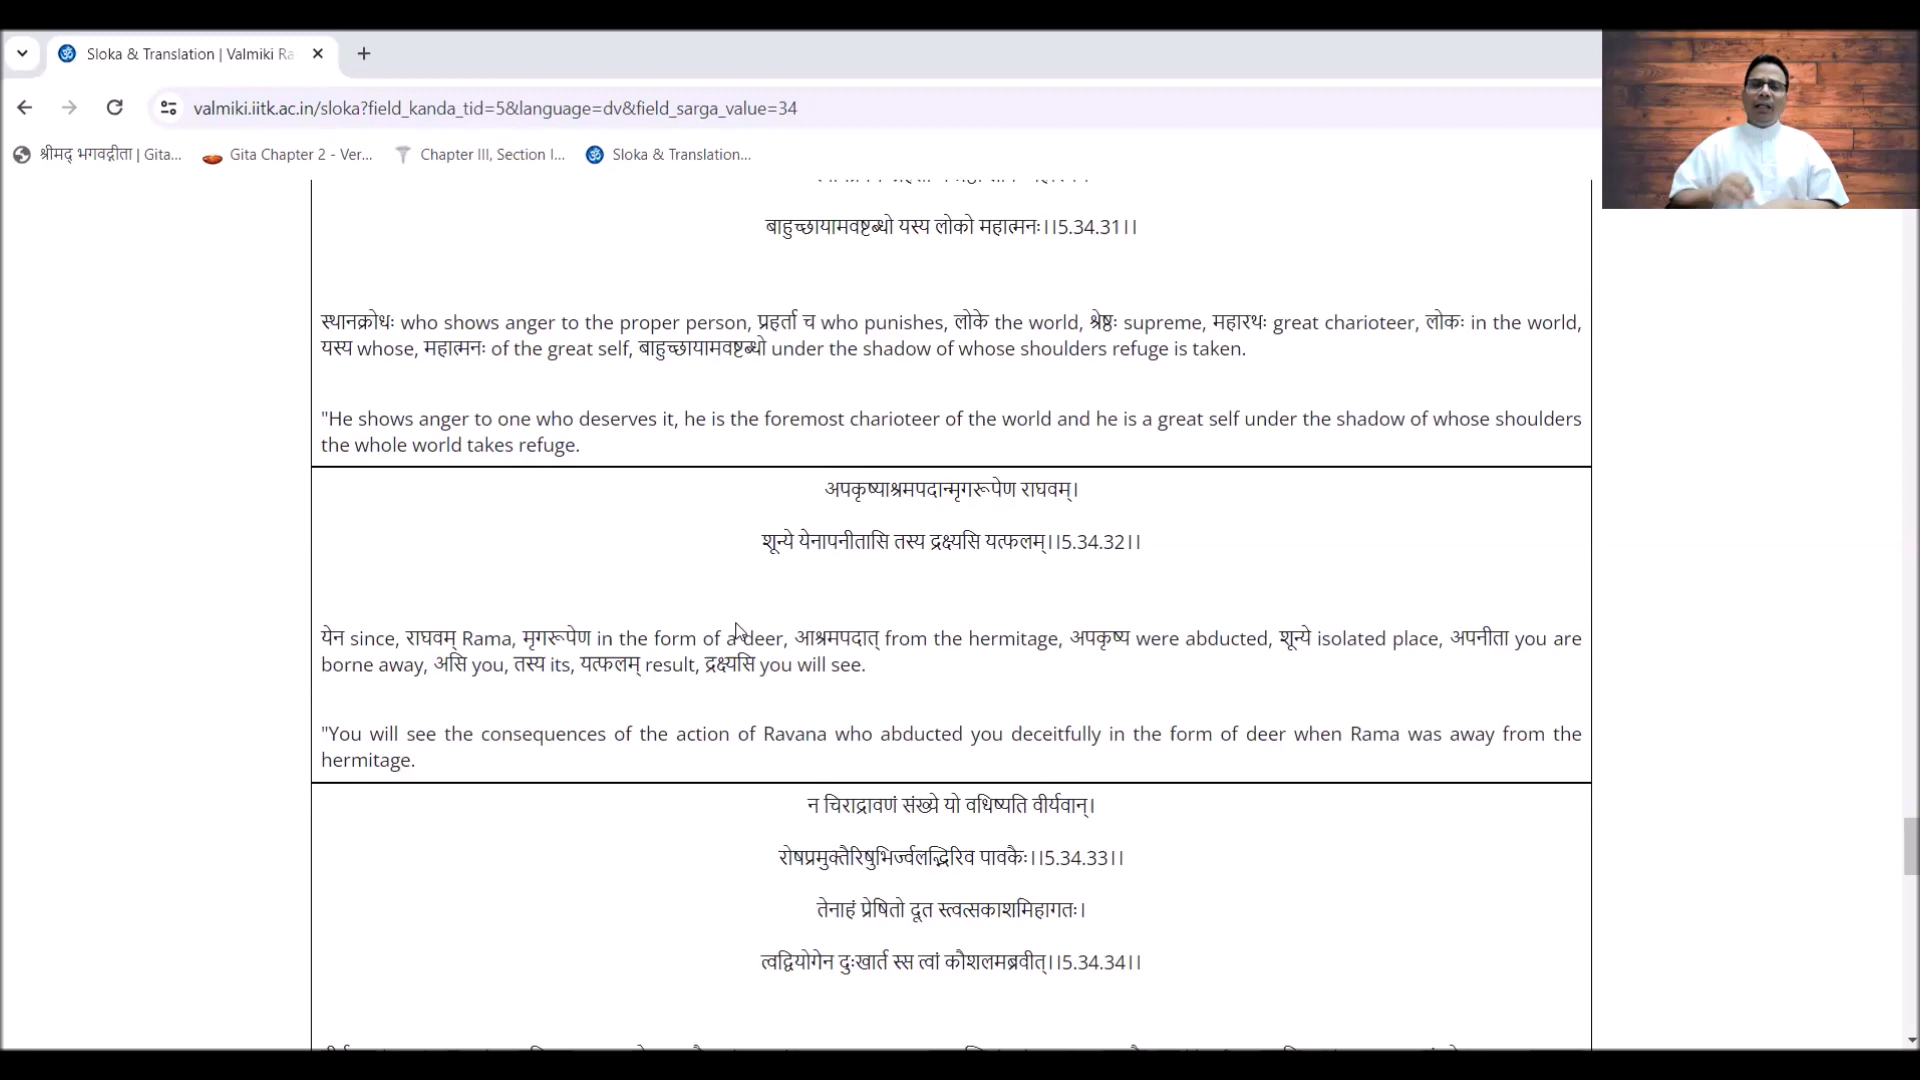 Sloka & Translation | Valmiki Ra
valmiki.iitk.ac.in/sloka?field_kanda_tid=5&language=dv&field_sarga_value=34
श्रीमद् भगवद्गीता | Gita... Gita Chapter 2 - Ver... Chapter III, Section I... Sloka & Translation...
बाहुच्छायामवष्टब्धो यस्य लोको महात्मनः।।5.34.31।।
स्थानक्रोधः who shows anger to the proper person, प्रहर्ता च who punishes, लोके the world, श्रेष्ठः supreme, महारथः great charioteer, लोकः in the world,
यस्य whose, महात्मनः of the great self, बाहुच्छायामवष्टब्धो under the shadow of whose shoulders refuge is taken.
"He shows anger to one who deserves it, he is the foremost charioteer of the world and he is a great self under the shadow of whose shoulders
the whole world takes refuge.
अपकृष्याश्रमपदान्मृगरूपेण राघवम्।
शून्ये येनापनीतासि तस्य द्रक्ष्यसि यत्फलम्।।5.34.32।।
येन since, राघवम् Rama, मृगरूपेण in the form of a deer, आश्रमपदात् from the hermitage, अपकृष्य were abducted, शून्ये isolated place, अपनीता you are
borne away, असि you, तस्य its, यत्फलम् result, द्रक्ष्यसि you will see.
"You will see the consequences of the action of Ravana who abducted you deceitfully in the form of deer when Rama was away from the
hermitage.
न चिराद्रावणं संख्ये यो वधिष्यति वीर्यवान्।
रोषप्रमुक्तैरिषुभिर्ज्वलद्भिरिव पावकैः।।5.34.33।।
तेनाहं प्रेषितो दूत स्त्वत्सकाशमिहागतः।
त्वद्वियोगेन दुःखार्त स्स त्वां कौशलमब्रवीत्।।5.34.34।।